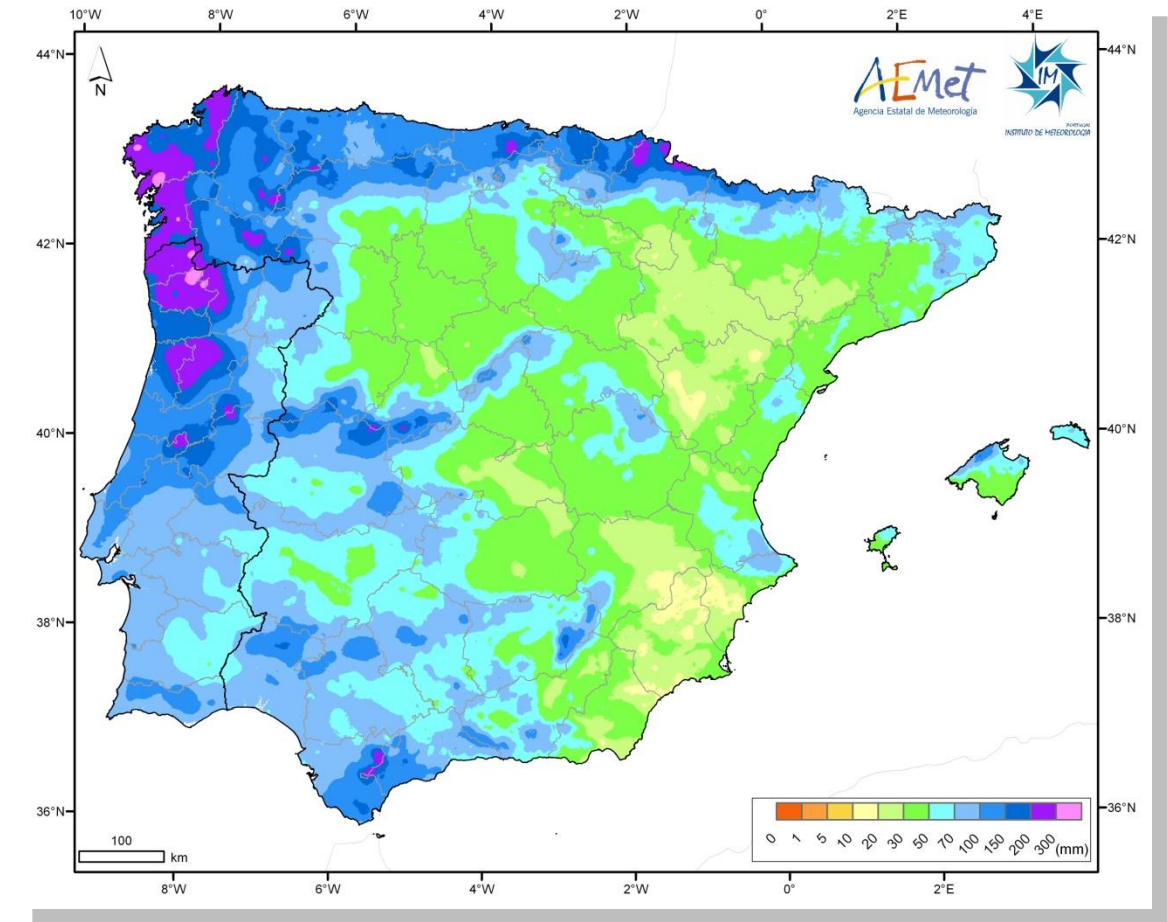 10°W 8°W 6°W 4°W 2°W 0° 2°E 4°E
44°N 44°N
N
AEMet
Agencia Estatal de Meteorología
IM
PORTUGAL
INSTITUTO DE METEOROLOGIA
42°N 42°N
40°N 40°N
38°N 38°N
36°N 36°N
0 1 5 10 20 30 50 70 100 150 200 300 (mm)
100
km
8°W 6°W 4°W 2°W 0° 2°E